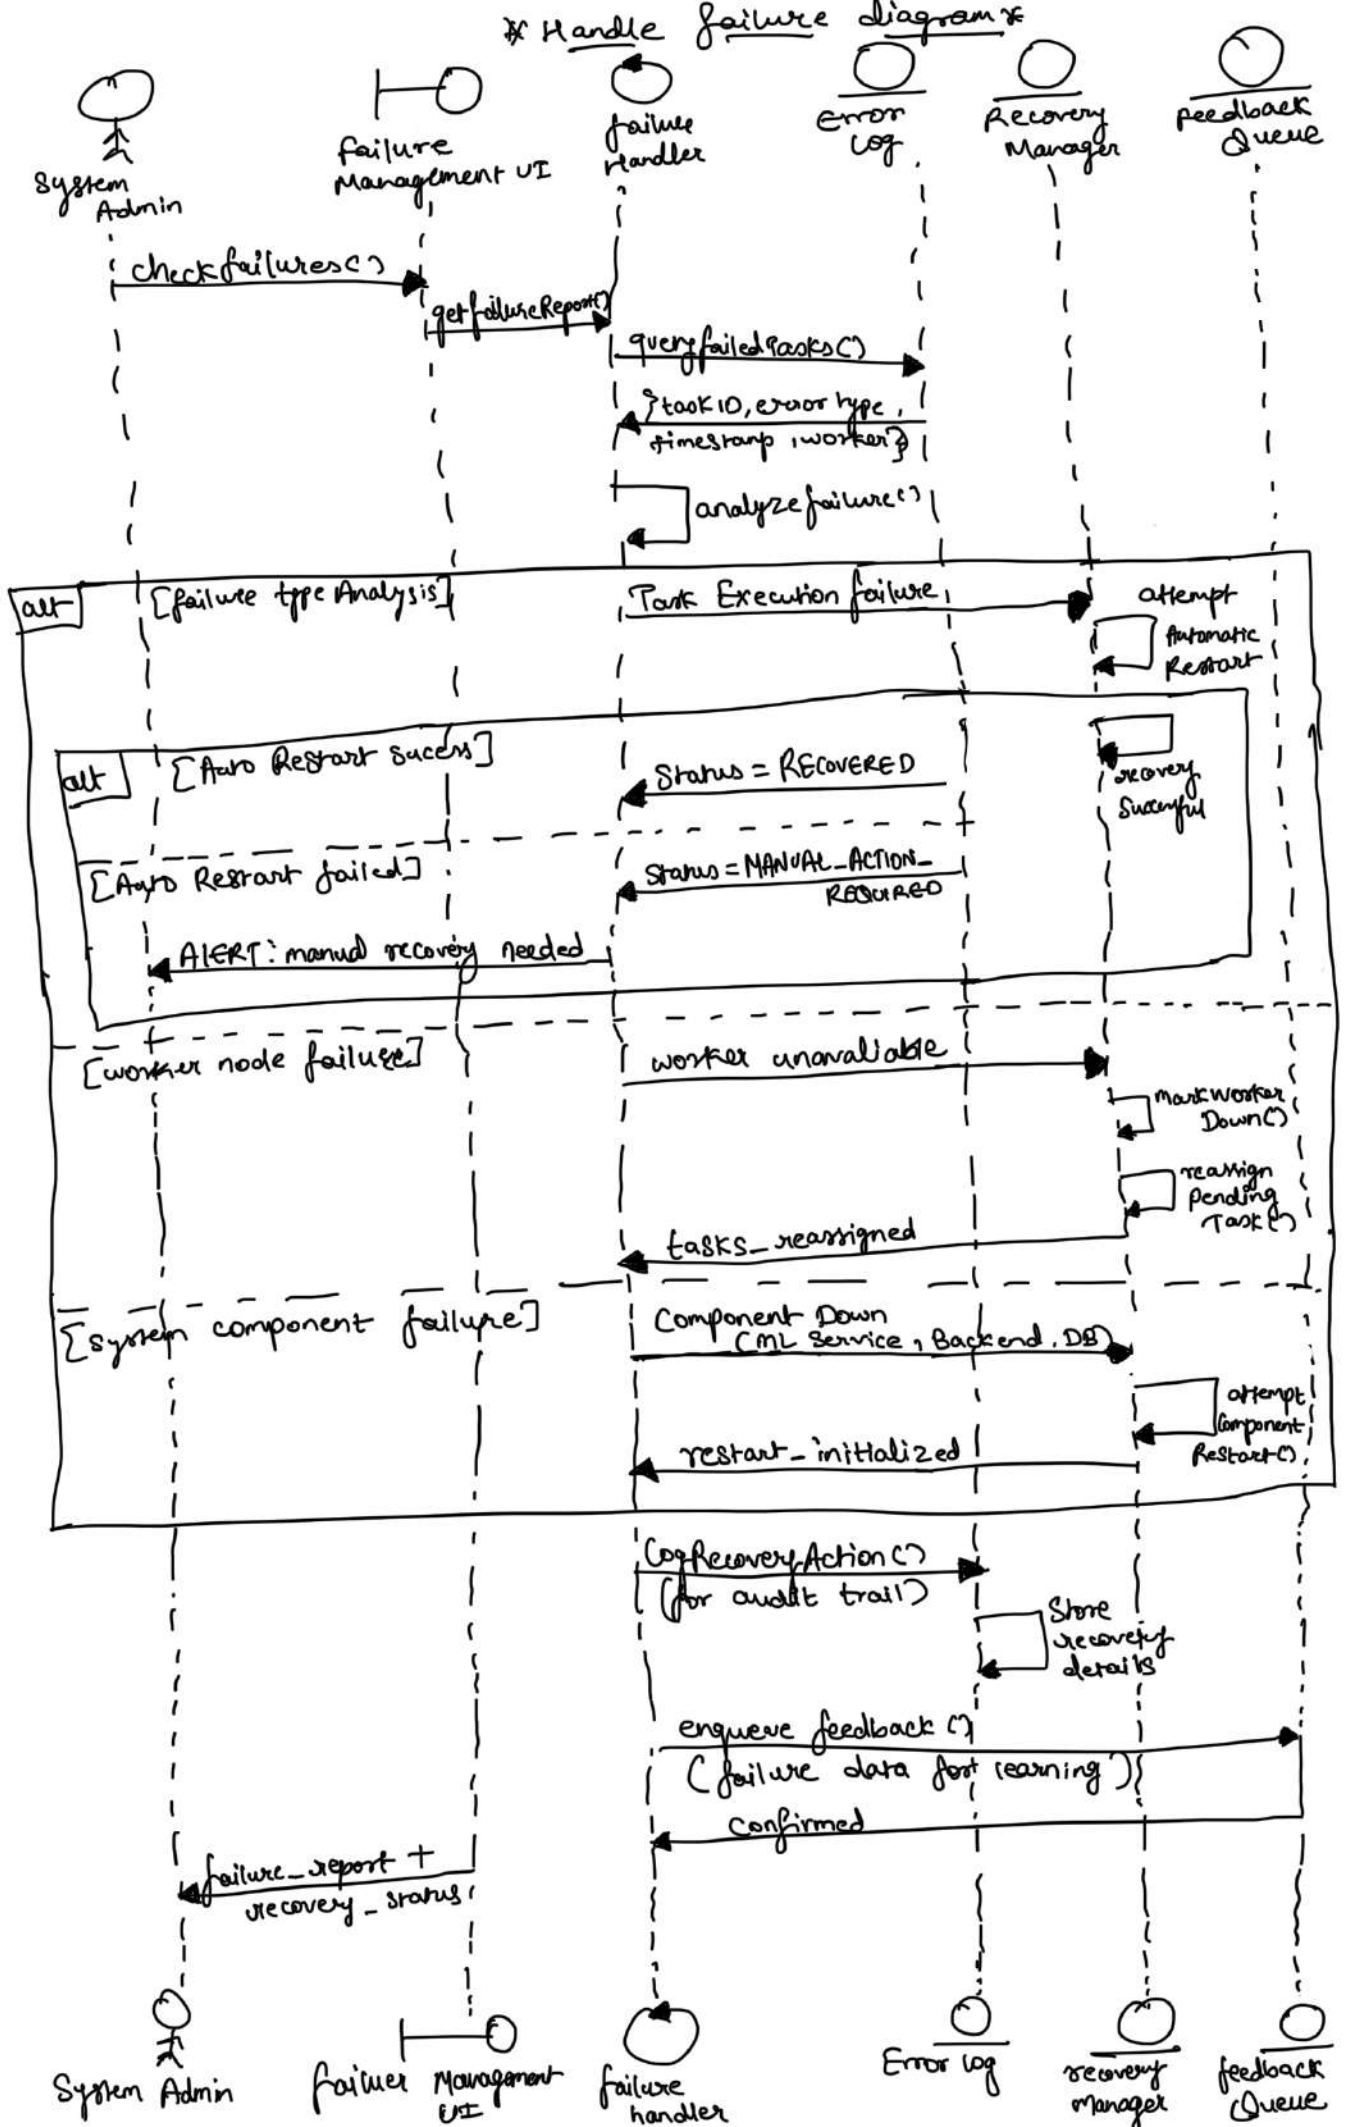 * Handle failure diagram *
System
Admin
failure
Management UI
failure
Handler
Error
Log
Recovery
Manager
Feedback
Queue
checkfailures()
getfailureReport()
queryfailedTasks()
{taskID, error type,
timestamp, worker}
analyzefailure()
alt
[failure type Analysis]
Task Execution failure
attempt
Automatic
Restart
alt
[Auto Restart sucess]
Status = RECOVERED
recovery
Successful
[Auto Restart failed]
Status = MANUAL_ACTION_
REQUIRED
AlERT: manual recovery needed
[worker node failure]
worker unavaliable
markworker
Down()
reassign
Pending
Task()
tasks_reassigned
[system component failure]
Component Down
(ML Service, Backend, DB)
attempt
Component
Restart()
restart_initialized
LogRecoveryAction()
(for audit trail)
Store
recovery
details
enqueue feedback ()
(failure data for learning)
Confirmed
failure_report +
recovery_status
System Admin
failuer Management
UI
failure
handler
Error log
recovery
Manager
feedback
Queue